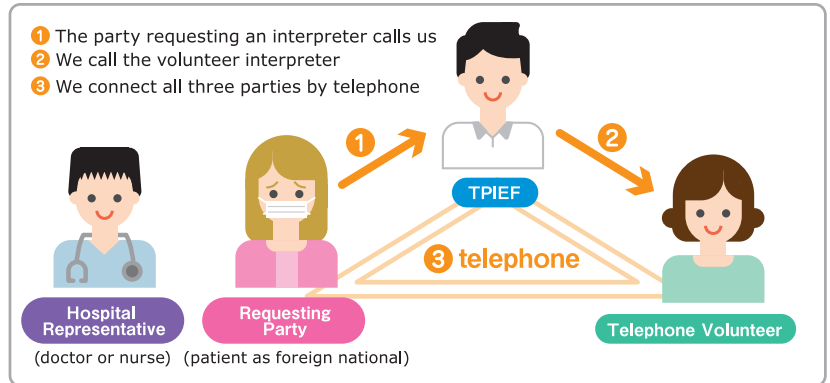 1 The party requesting an interpreter calls us
2 We call the volunteer interpreter
3 We connect all three parties by telephone
1
2
TPIEF
3 telephone
Hospital
Representative
(doctor or nurse)
Requesting
Party
(patient as foreign national)
Telephone Volunteer